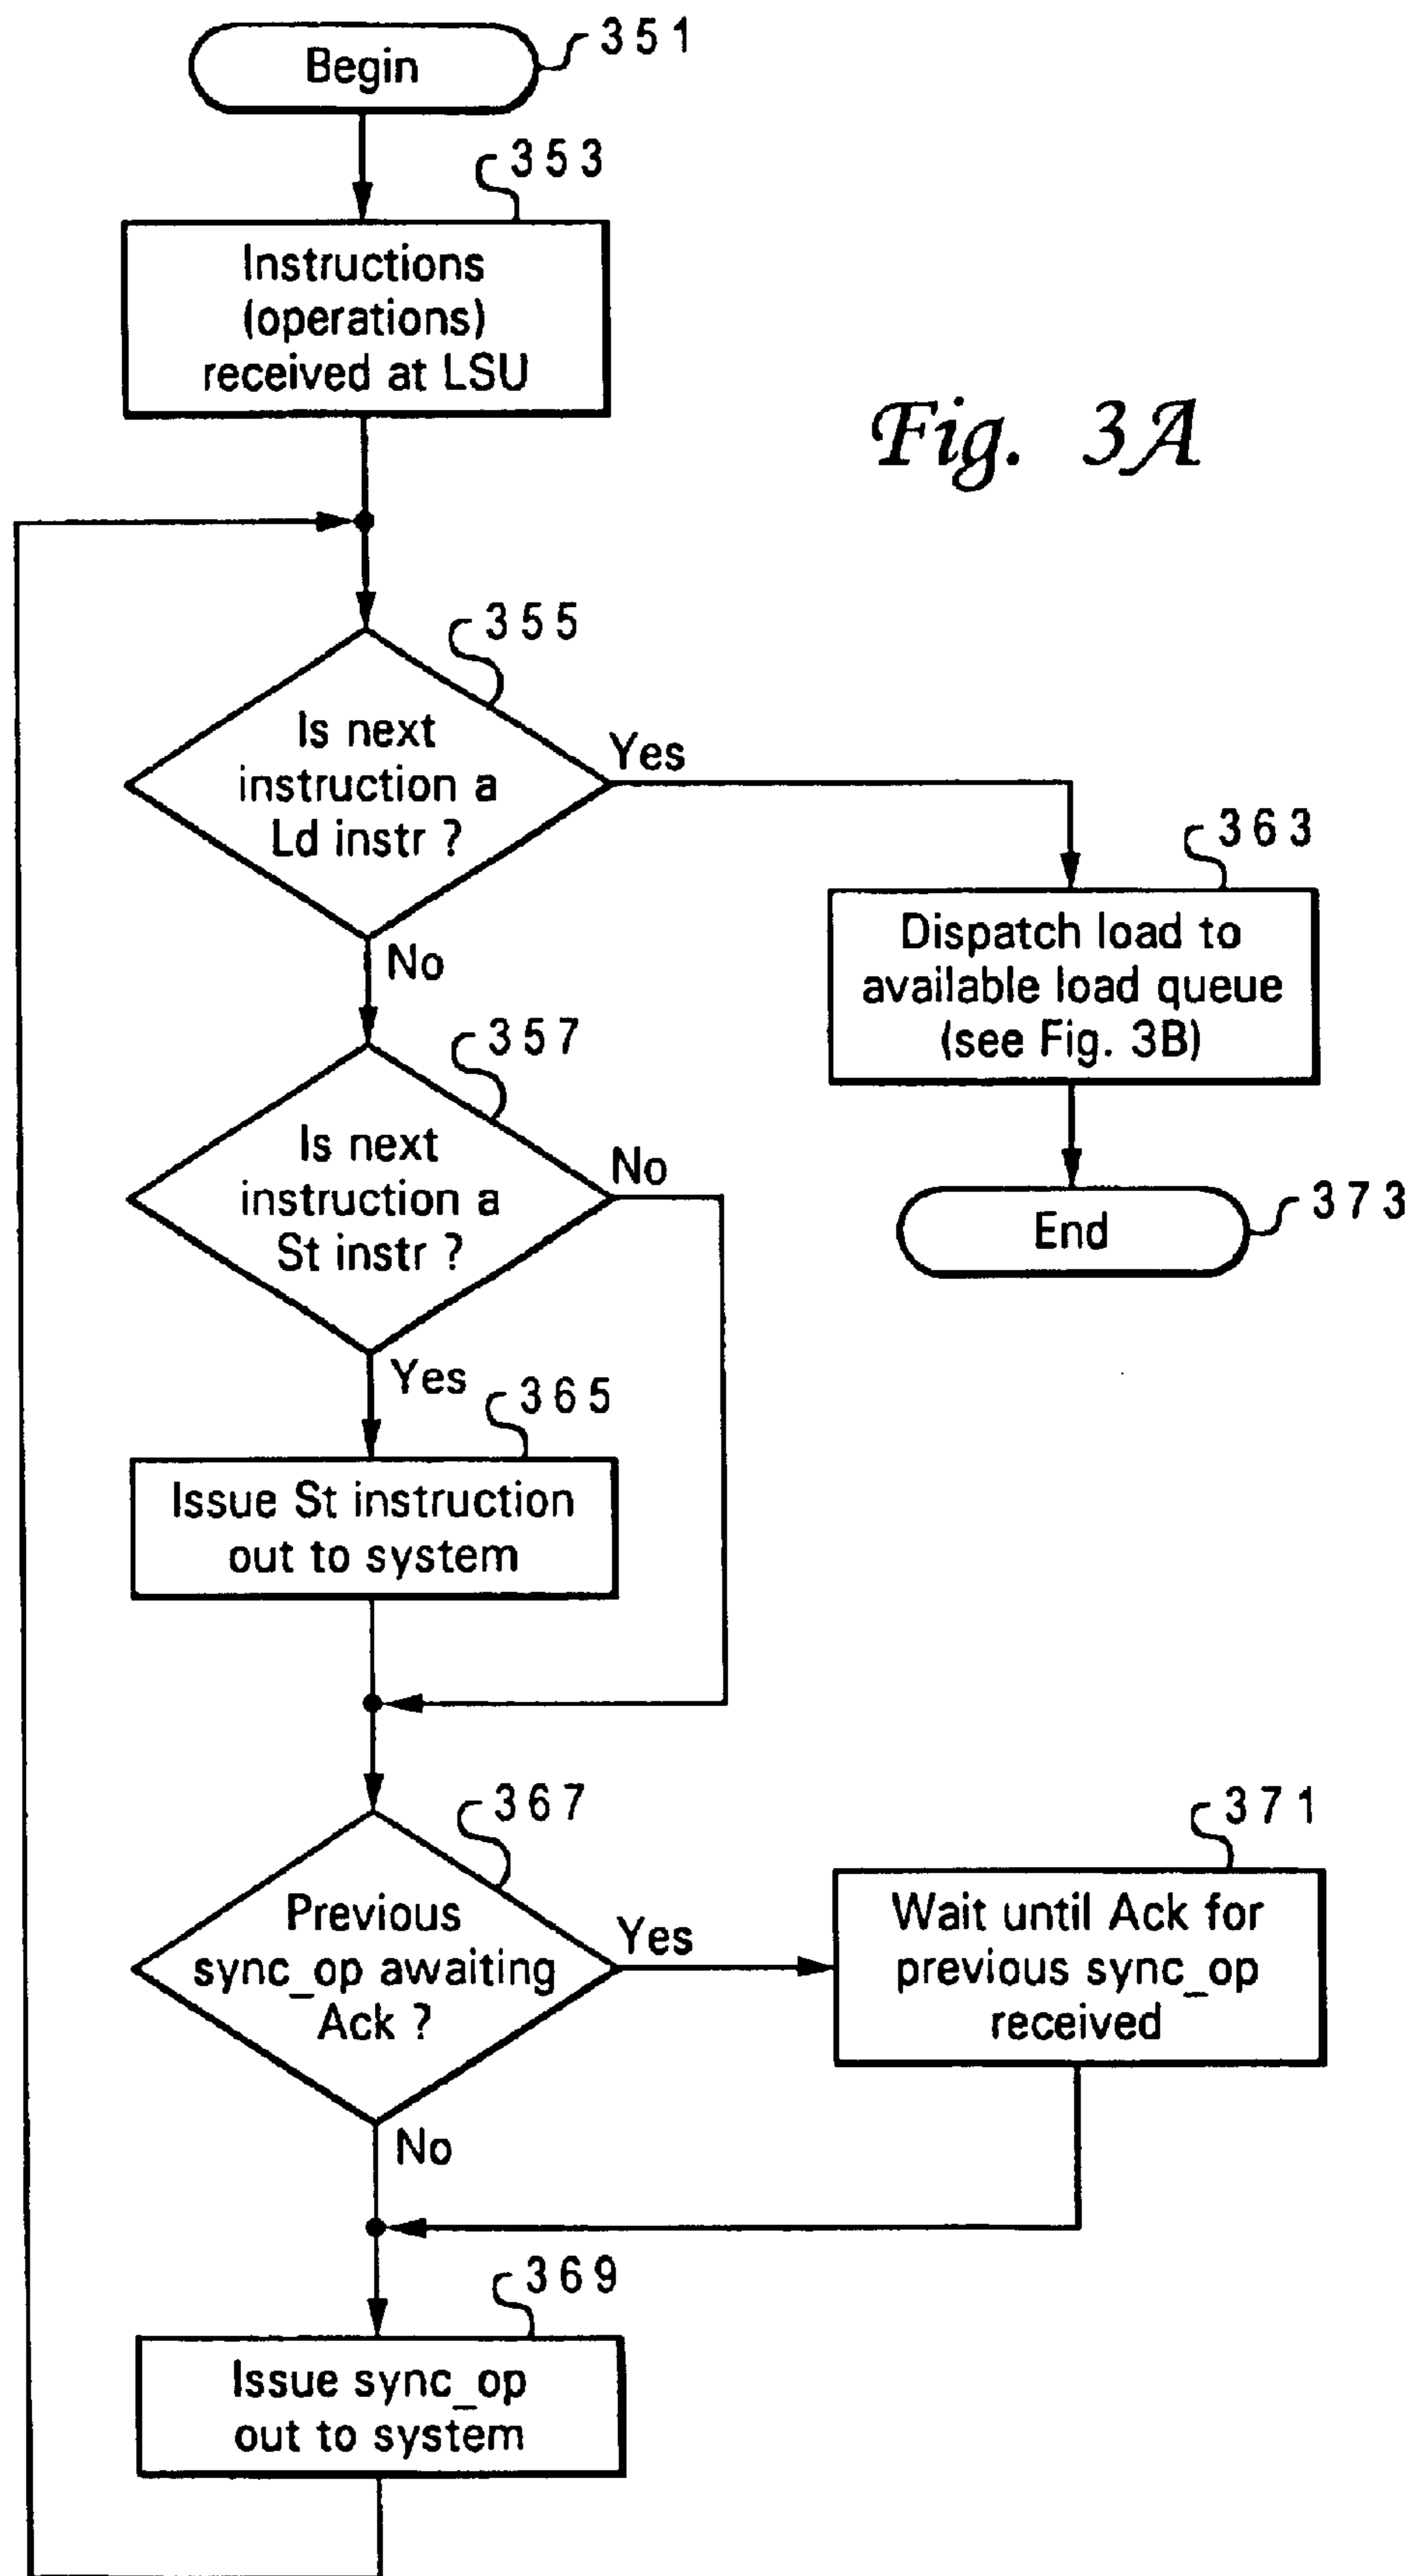 Begin
351
353
Instructions
(operations)
received at LSU
Fig. 3A
355
Is next
instruction a
Ld instr ?
Yes
No
363
Dispatch load to
available load queue
(see Fig. 3B)
357
Is next
instruction a
St instr ?
No
Yes
End
373
365
Issue St instruction
out to system
367
Previous
sync_op awaiting
Ack ?
Yes
No
371
Wait until Ack for
previous sync_op
received
369
Issue sync_op
out to system